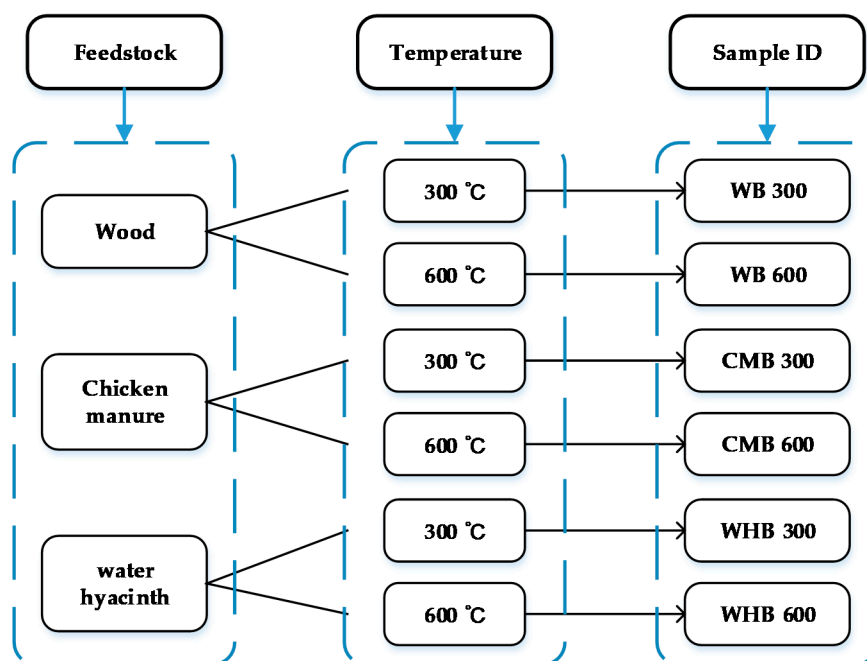 Feedstock
Temperature
Sample ID
Wood
300 ℃
WB 300
600 ℃
WB 600
Chicken
manure
300 ℃
CMB 300
600 ℃
CMB 600
water
hyacinth
300 ℃
WHB 300
600 ℃
WHB 600